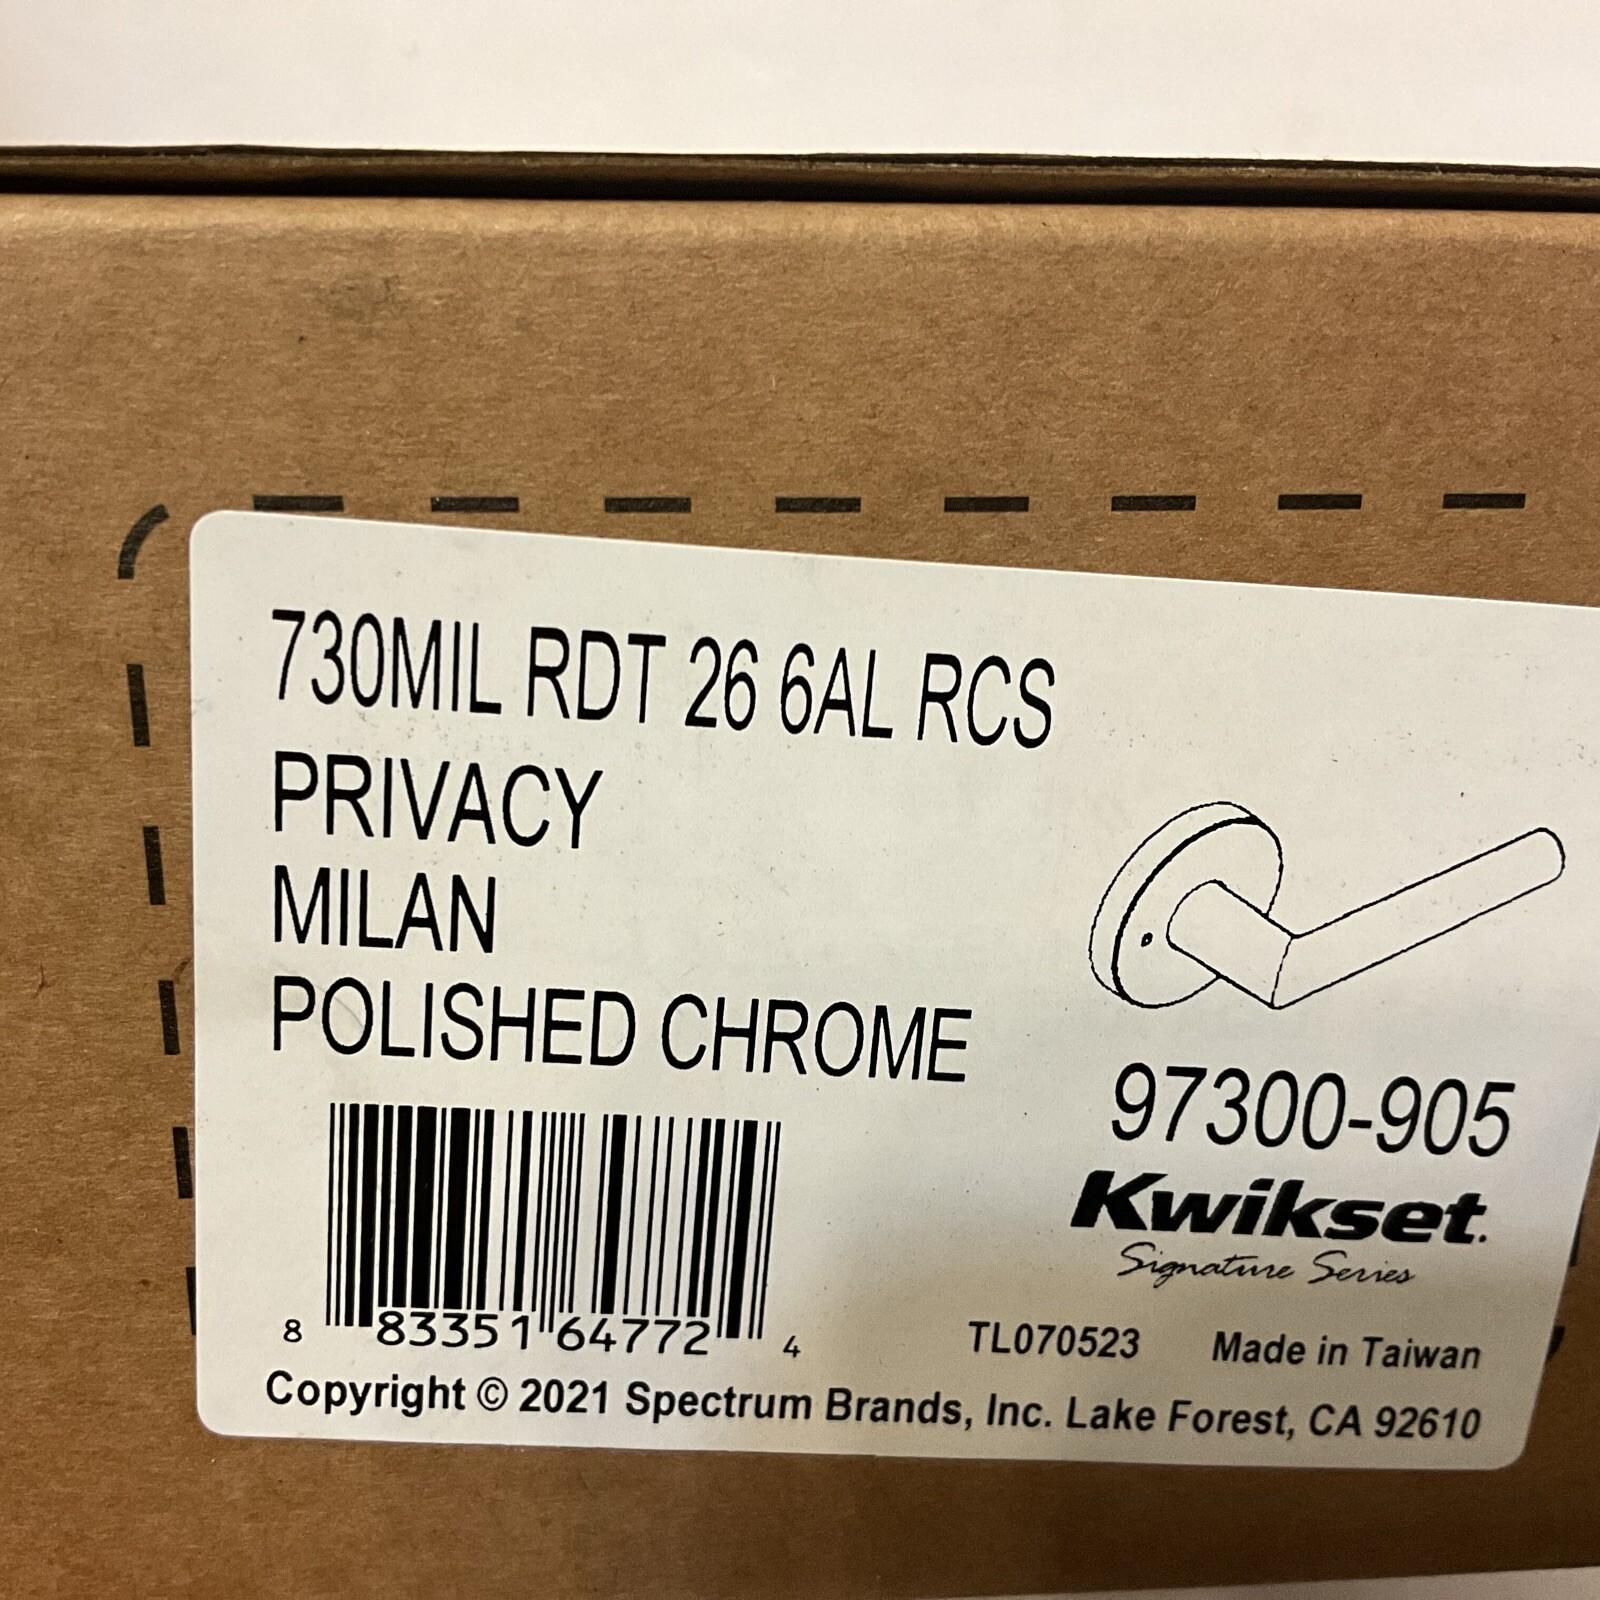 730MIL RDT 26 6AL RCS
PRIVACY
MILAN
POLISHED CHROME
97300-905
Kwikset.
Signature Series
8 83351 64772 4
TL070523 Made in Taiwan
Copyright © 2021 Spectrum Brands, Inc. Lake Forest, CA 92610